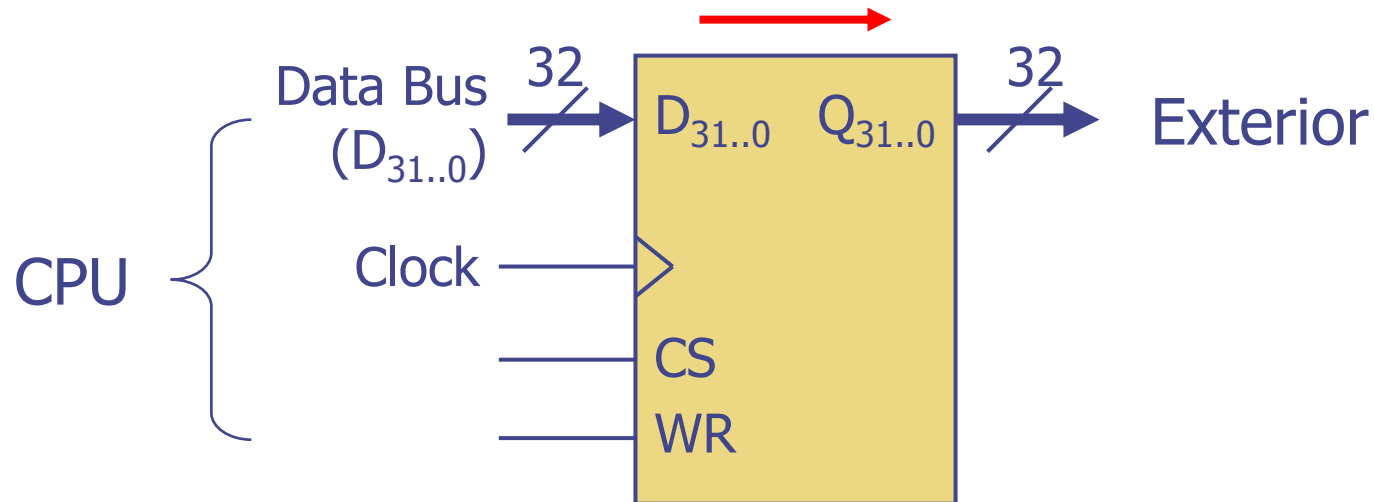 Data Bus
(D31..0)
32
D31..0
Q31..0
32
Exterior
CPU
Clock
CS
WR